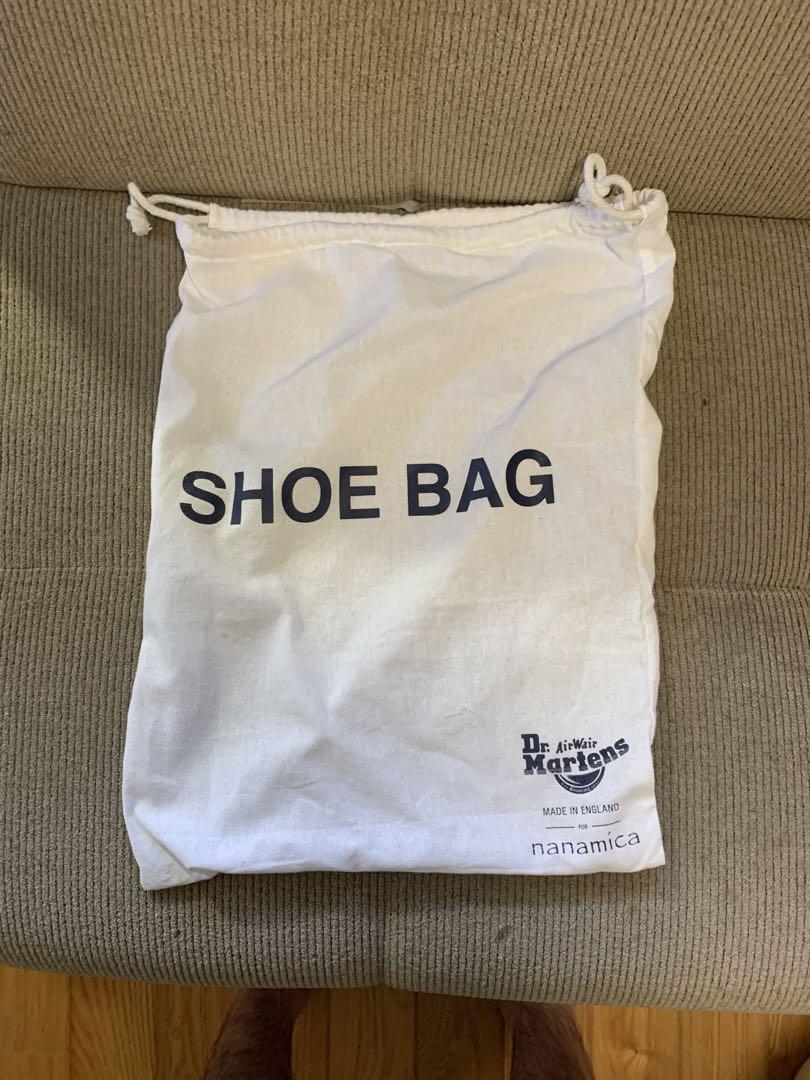 SHOE BAG
Dr. AirWair
Martens
MADE IN ENGLAND
FOR
nanamica